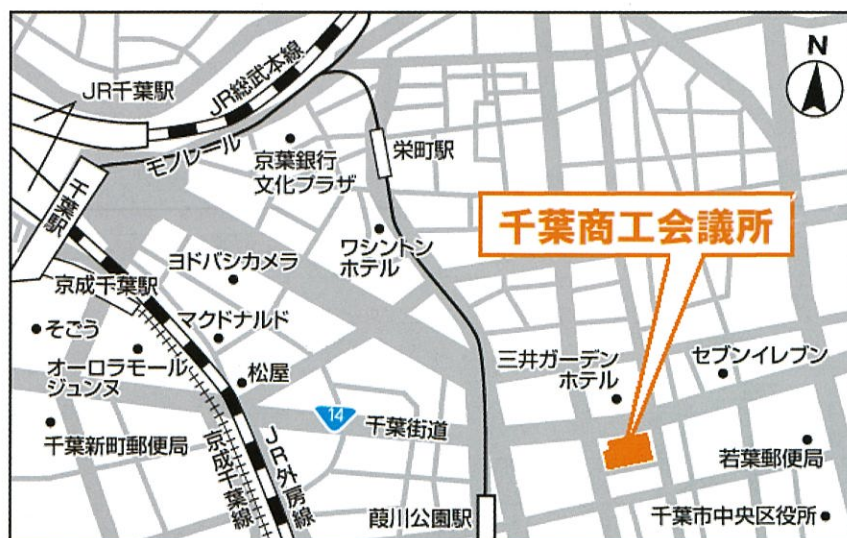 JR千葉駅
JR総武本線
N
モノレール
京葉銀行
文化プラザ
栄町駅
千葉駅
千葉商工会議所
ワシントン
ホテル
ヨドバシカメラ
京成千葉駅
マクドナルド
そごう
オーロラモール
ジュンヌ
松屋
三井ガーデン
ホテル
セブンイレブン
14
千葉街道
千葉新町郵便局
京成千葉線
JR外房線
若葉郵便局
葭川公園駅
千葉市中央区役所